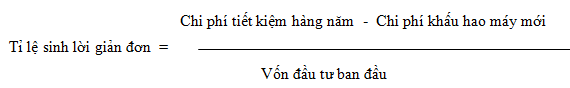 Chi phí tiết kiệm hàng năm - Chi phí khấu hao máy mới
Tỉ lệ sinh lời giản đơn =
Vốn đầu tư ban đầu